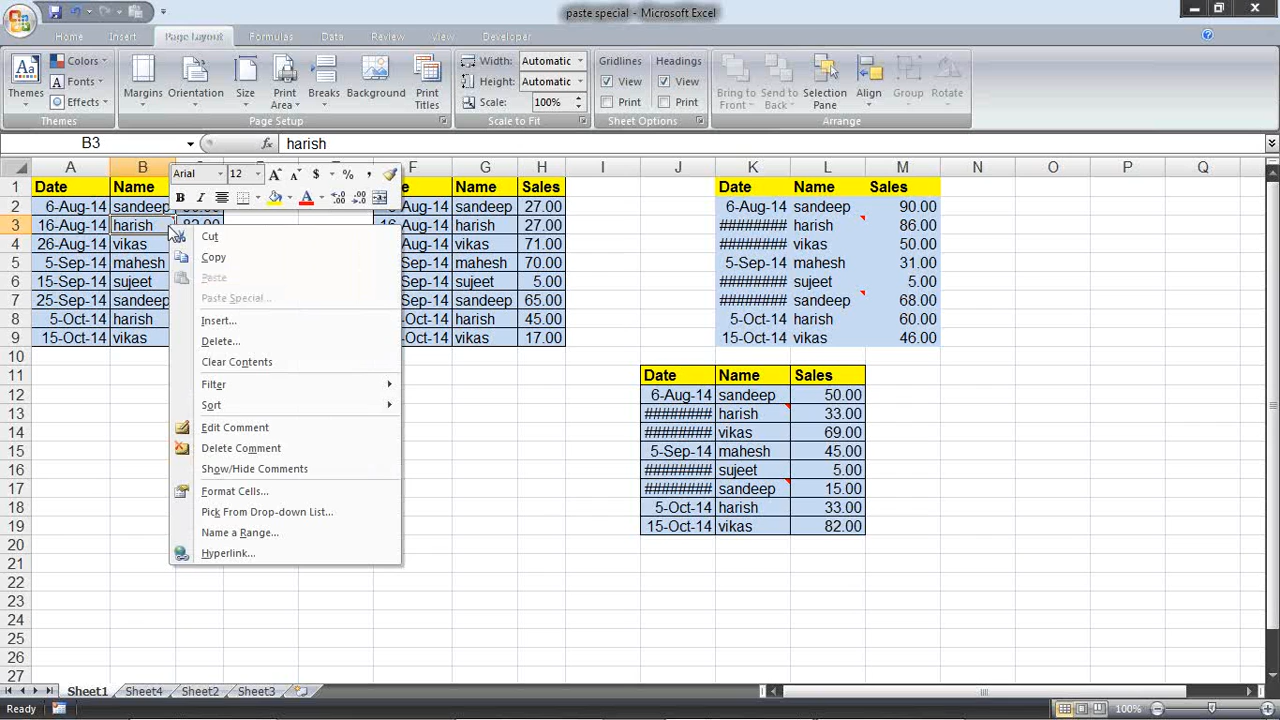 paste special - Microsoft Excel
Home Insert Page Layout Formulas Data Review View Developer
Themes Colors Fonts Effects
Margins Orientation Size Print Area Breaks Background Print Titles
Width: Automatic
Height: Automatic
Scale: 100%
Gridlines Headings
View View
Print Print
Bring to Front Send to Back Selection Pane Align Group Rotate
Themes Page Setup Scale to Fit Sheet Options Arrange
B3 fx harish
A B F G H I J K L M N O P Q
Arial 12 A A $ % ,
B I A
1 Date Name Name Sales Date Name Sales
2 6-Aug-14 sandeep sandeep 27.00 6-Aug-14 sandeep 90.00
3 16-Aug-14 harish harish 27.00 ######## harish 86.00
4 26-Aug-14 vikas -Aug-14 vikas 71.00 ######## vikas 50.00
5 5-Sep-14 mahesh -Sep-14 mahesh 70.00 5-Sep-14 mahesh 31.00
6 15-Sep-14 sujeet -Sep-14 sujeet 5.00 ######## sujeet 5.00
7 25-Sep-14 sandeep -Sep-14 sandeep 65.00 ######## sandeep 68.00
8 5-Oct-14 harish -Oct-14 harish 45.00 5-Oct-14 harish 60.00
9 15-Oct-14 vikas -Oct-14 vikas 17.00 15-Oct-14 vikas 46.00
10
11 Date Name Sales
12 6-Aug-14 sandeep 50.00
13 ######## harish 33.00
14 ######## vikas 69.00
15 5-Sep-14 mahesh 45.00
16 ######## sujeet 5.00
17 ######## sandeep 15.00
18 5-Oct-14 harish 33.00
19 15-Oct-14 vikas 82.00
20
21
22
23
24
25
26
27
Cut
Copy
Paste
Paste Special...
Insert...
Delete...
Clear Contents
Filter
Sort
Edit Comment
Delete Comment
Show/Hide Comments
Format Cells...
Pick From Drop-down List...
Name a Range...
Hyperlink...
Sheet1 Sheet4 Sheet2 Sheet3
Ready 100%